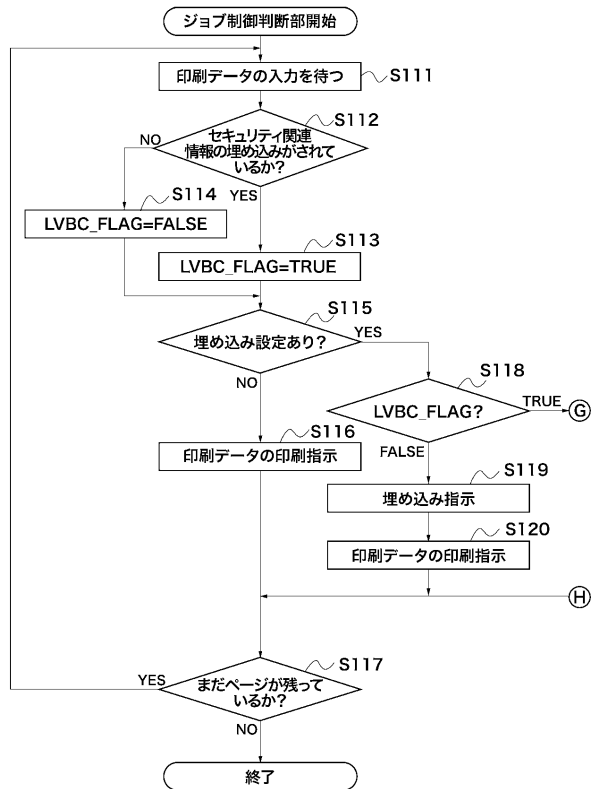 ジョブ制御判断部開始
印刷データの入力を待つ
S111
S112
セキュリティ関連
情報の埋め込みがされて
いるか?
NO
YES
S114
LVBC_FLAG=FALSE
S113
LVBC_FLAG=TRUE
S115
埋め込み設定あり?
YES
NO
S118
LVBC_FLAG?
TRUE
G
FALSE
S116
印刷データの印刷指示
S119
埋め込み指示
S120
印刷データの印刷指示
H
S117
まだページが残って
いるか?
YES
NO
終了